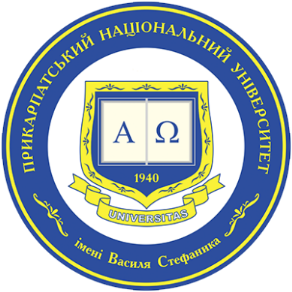 ПРИКАРПАТСЬКИЙ НАЦІОНАЛЬНИЙ УНІВЕРСИТЕТ
Α Ω
1940
UNIVERSITAS
імені Василя Стефаника